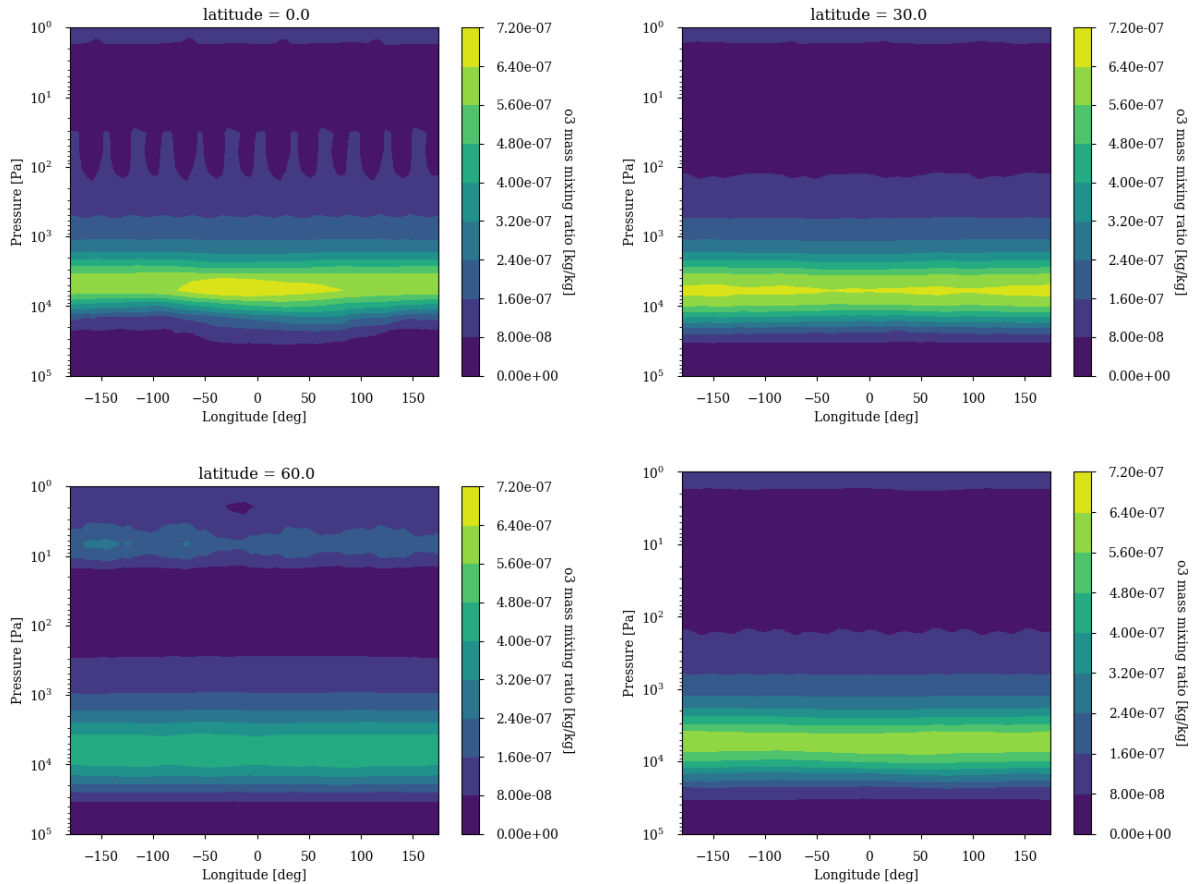 latitude = 0.0
10⁰
10¹
10²
10³
10⁴
10⁵
Pressure [Pa]
−150
−100
−50
0
50
100
150
Longitude [deg]
7.20e-07
6.40e-07
5.60e-07
4.80e-07
4.00e-07
3.20e-07
2.40e-07
1.60e-07
8.00e-08
0.00e+00
o3 mass mixing ratio [kg/kg]
latitude = 30.0
10⁰
10¹
10²
10³
10⁴
10⁵
Pressure [Pa]
−150
−100
−50
0
50
100
150
Longitude [deg]
7.20e-07
6.40e-07
5.60e-07
4.80e-07
4.00e-07
3.20e-07
2.40e-07
1.60e-07
8.00e-08
0.00e+00
o3 mass mixing ratio [kg/kg]
latitude = 60.0
10⁰
10¹
10²
10³
10⁴
10⁵
Pressure [Pa]
−150
−100
−50
0
50
100
150
Longitude [deg]
7.20e-07
6.40e-07
5.60e-07
4.80e-07
4.00e-07
3.20e-07
2.40e-07
1.60e-07
8.00e-08
0.00e+00
o3 mass mixing ratio [kg/kg]
10⁰
10¹
10²
10³
10⁴
10⁵
Pressure [Pa]
−150
−100
−50
0
50
100
150
Longitude [deg]
7.20e-07
6.40e-07
5.60e-07
4.80e-07
4.00e-07
3.20e-07
2.40e-07
1.60e-07
8.00e-08
0.00e+00
o3 mass mixing ratio [kg/kg]